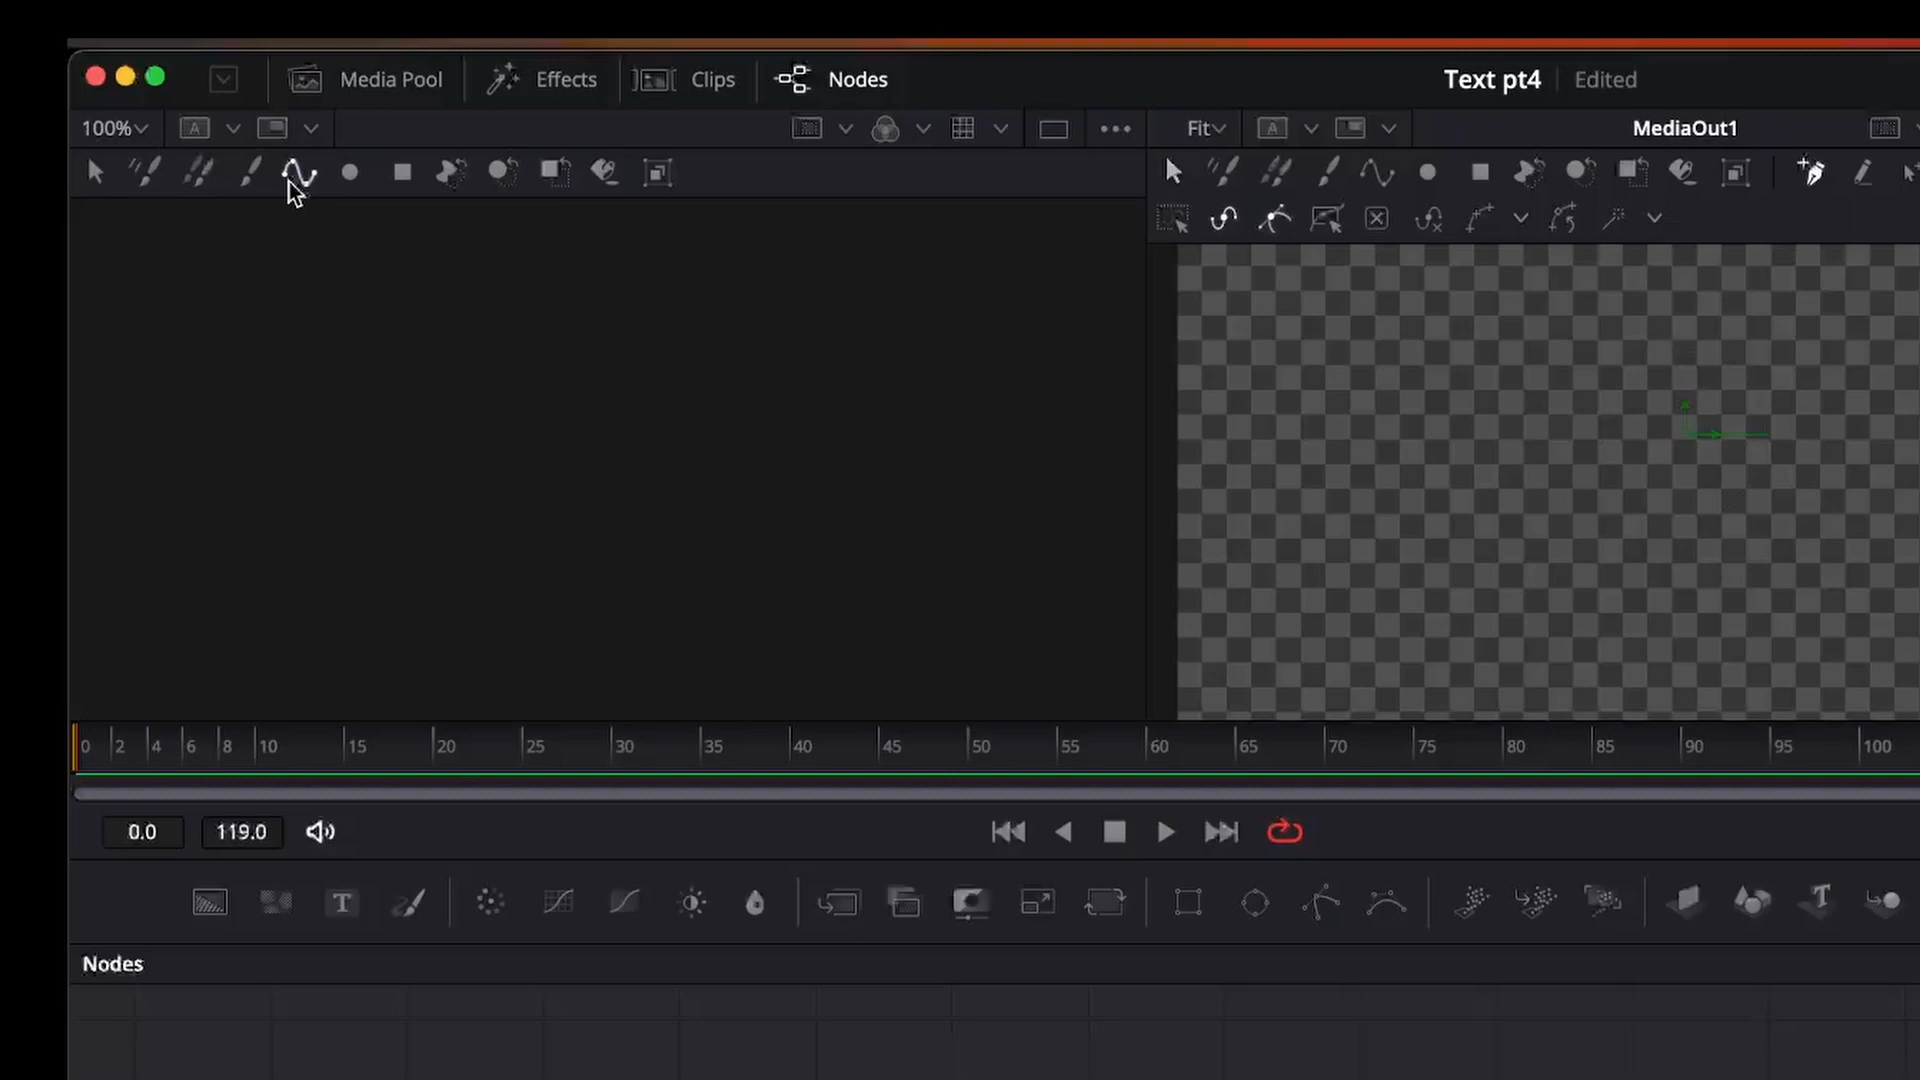 Media Pool Effects Clips Nodes Text pt4 Edited
100% A Fit A MediaOut1
0 2 4 6 8 10 15 20 25 30 35 40 45 50 55 60 65 70 75 80 85 90 95 100
0.0 119.0
T T
Nodes